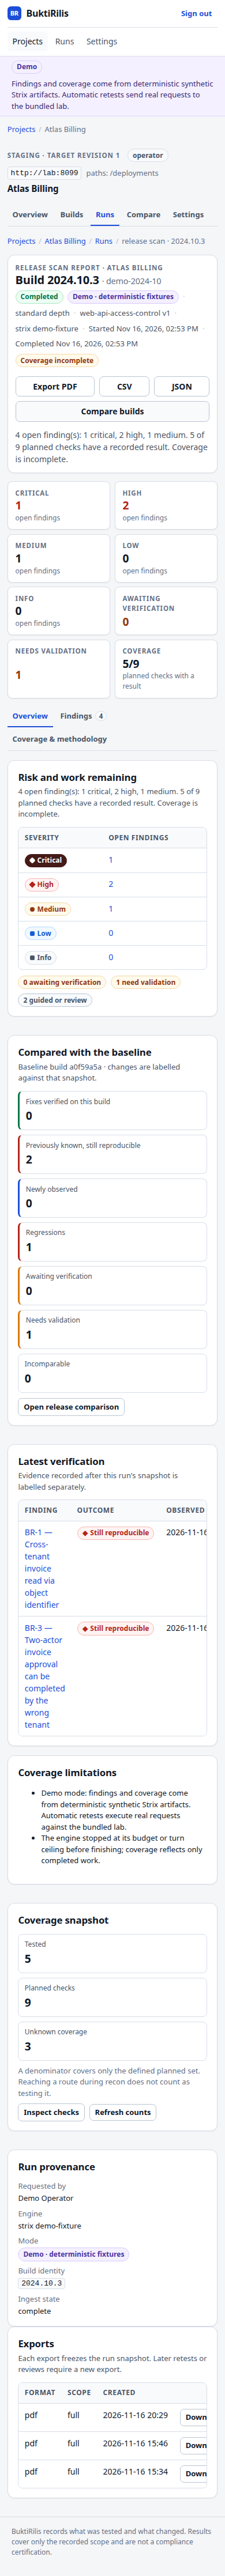 BR BuktiRilis Sign out
Projects Runs Settings
Demo
Findings and coverage come from deterministic synthetic
Strix artifacts. Automatic retests send real requests to
the bundled lab.
Projects / Atlas Billing
STAGING · TARGET REVISION 1 operator
http://lab:8099 paths: /deployments
Atlas Billing
Overview Builds Runs Compare Settings
Projects / Atlas Billing / Runs / release scan · 2024.10.3
RELEASE SCAN REPORT · ATLAS BILLING
Build 2024.10.3 · demo-2024-10
Completed Demo · deterministic fixtures ·
standard depth · web-api-access-control v1 ·
strix demo-fixture · Started Nov 16, 2026, 02:53 PM ·
Completed Nov 16, 2026, 02:53 PM
Coverage incomplete
Export PDF CSV JSON
Compare builds
4 open finding(s): 1 critical, 2 high, 1 medium. 5 of
9 planned checks have a recorded result. Coverage
is incomplete.
CRITICAL
1
open findings
HIGH
2
open findings
MEDIUM
1
open findings
LOW
0
open findings
INFO
0
open findings
AWAITING
VERIFICATION
0
NEEDS VALIDATION
1
COVERAGE
5/9
planned checks with a
result
Overview Findings 4
Coverage & methodology
Risk and work remaining
4 open finding(s): 1 critical, 2 high, 1 medium. 5 of 9
planned checks have a recorded result. Coverage is
incomplete.
SEVERITY OPEN FINDINGS
Critical 1
High 2
Medium 1
Low 0
Info 0
0 awaiting verification 1 need validation
2 guided or review
Compared with the baseline
Baseline build a0f59a5a · changes are labelled
against that snapshot.
Fixes verified on this build
0
Previously known, still reproducible
2
Newly observed
0
Regressions
1
Awaiting verification
0
Needs validation
1
Incomparable
0
Open release comparison
Latest verification
Evidence recorded after this run's snapshot is
labelled separately.
FINDING OUTCOME OBSERVED
BR-1 — Still reproducible 2026-11-16
Cross-
tenant
invoice
read via
object
identifier
BR-3 — Still reproducible 2026-11-16
Two-actor
invoice
approval
can be
completed
by the
wrong
tenant
Coverage limitations
• Demo mode: findings and coverage come
from deterministic synthetic Strix artifacts.
Automatic retests execute real requests
against the bundled lab.
• The engine stopped at its budget or turn
ceiling before finishing; coverage reflects only
completed work.
Coverage snapshot
Tested
5
Planned checks
9
Unknown coverage
3
A denominator covers only the defined planned set.
Reaching a route during recon does not count as
testing it.
Inspect checks Refresh counts
Run provenance
Requested by
Demo Operator
Engine
strix demo-fixture
Mode
Demo · deterministic fixtures
Build identity
2024.10.3
Ingest state
complete
Exports
Each export freezes the run snapshot. Later retests or
reviews require a new export.
FORMAT SCOPE CREATED
pdf full 2026-11-16 20:29 Down
pdf full 2026-11-16 15:46 Down
pdf full 2026-11-16 15:34 Down
BuktiRilis records what was tested and what changed. Results
cover only the recorded scope and are not a compliance
certification.